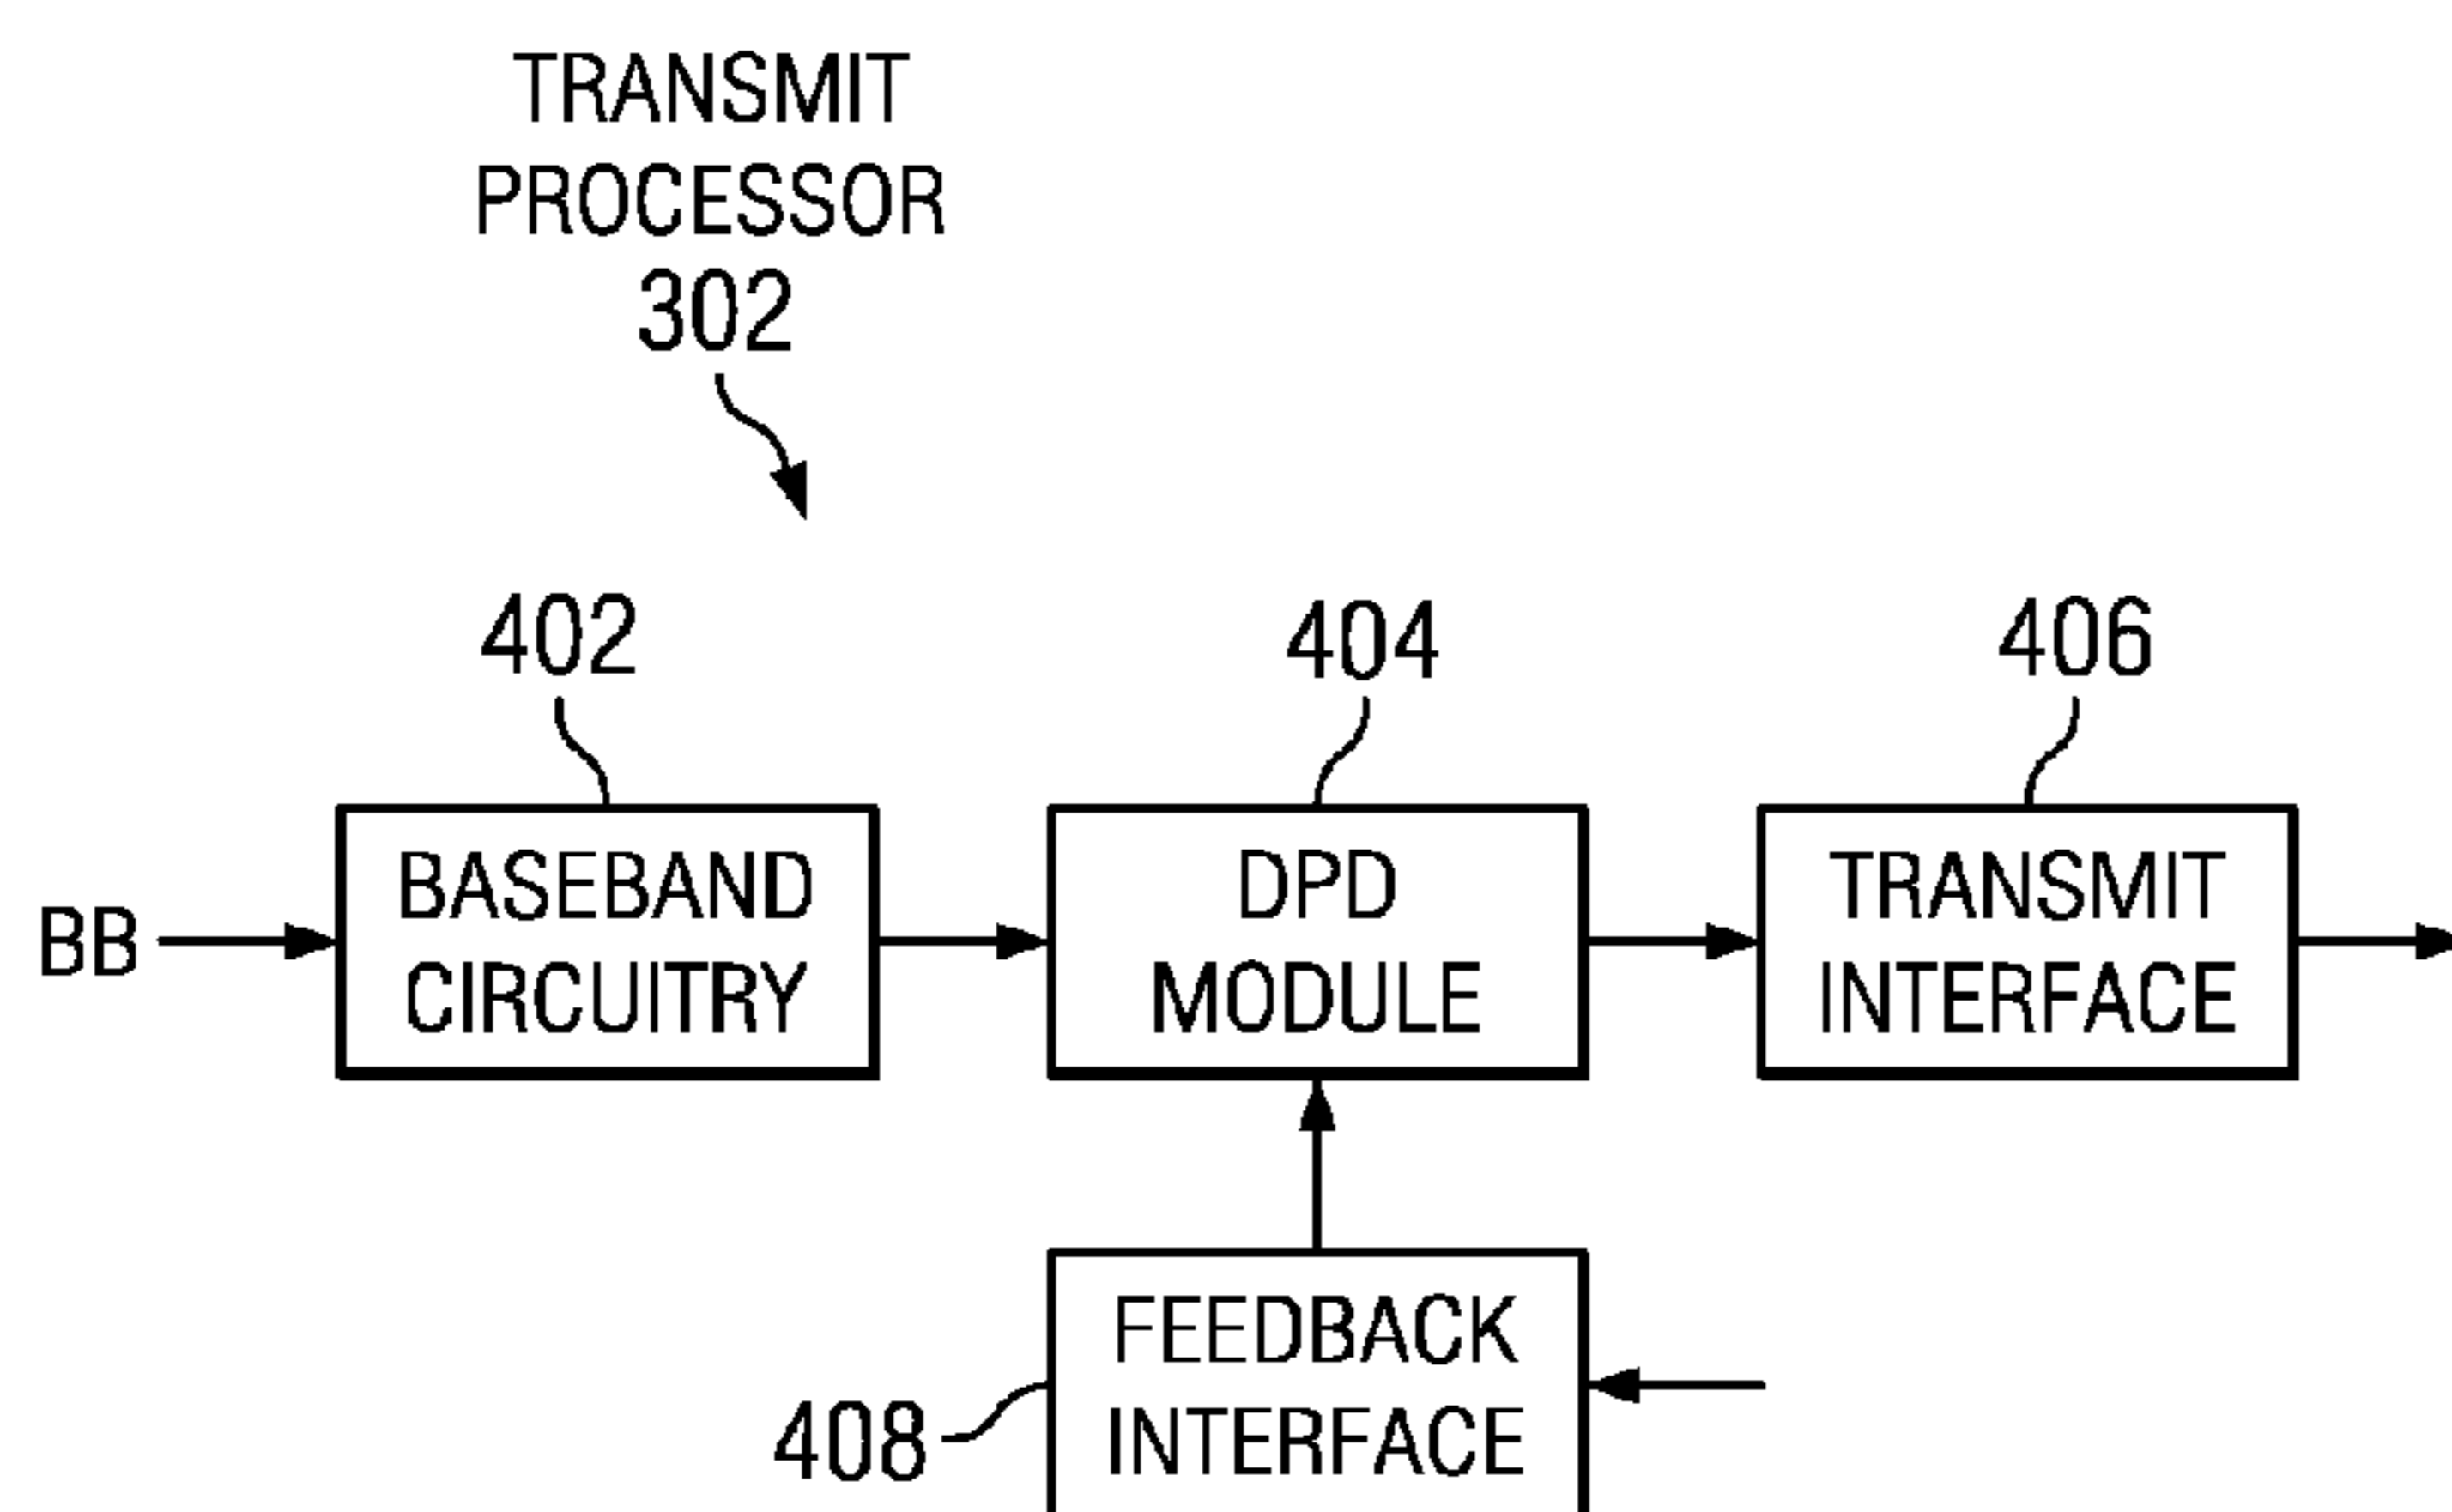 TRANSMIT
PROCESSOR
302
402
404
406
BB
BASEBAND
CIRCUITRY
DPD
MODULE
TRANSMIT
INTERFACE
FEEDBACK
INTERFACE
408